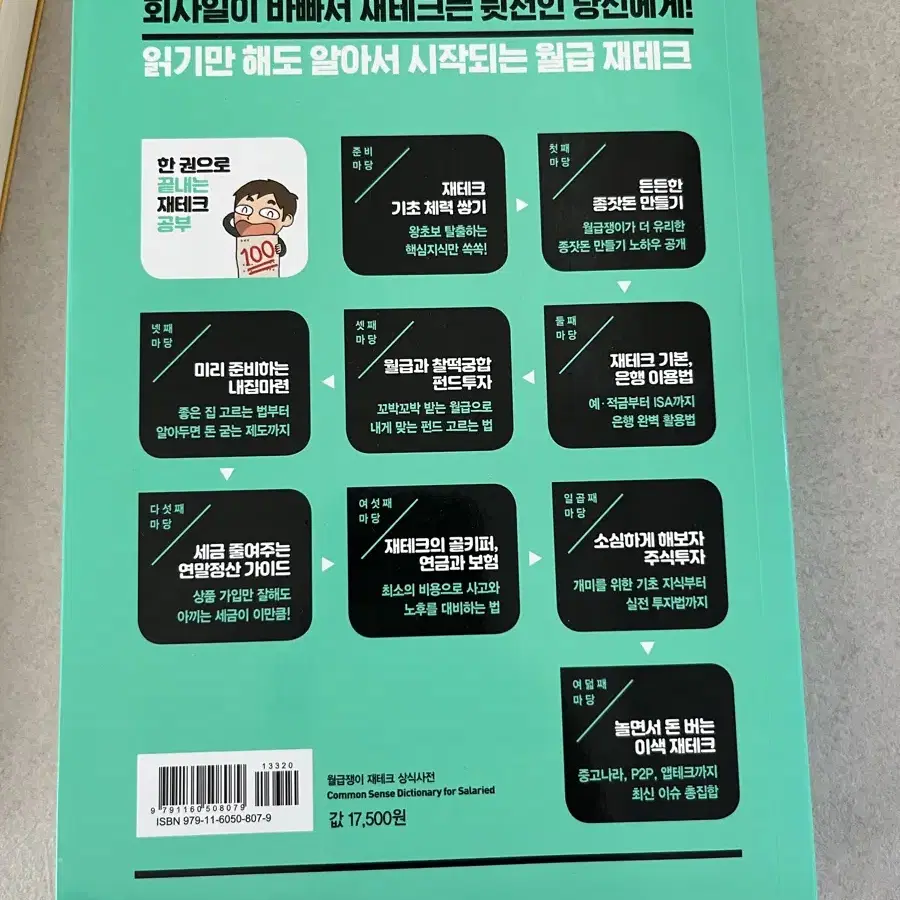 회사일이 바빠서 재테크는 뒷전인 당신에게!
읽기만 해도 알아서 시작되는 월급 재테크
한 권으로
끝내는
재테크
공부
100
준비
마당
재테크
기초 체력 쌓기
왕초보 탈출하는
핵심지식만 쏙쏙!
첫째
마당
든든한
종잣돈 만들기
월급쟁이가 더 유리한
종잣돈 만들기 노하우 공개
둘째
마당
재테크 기본,
은행 이용법
예·적금부터 ISA까지
은행 완벽 활용법
셋째
마당
월급과 찰떡궁합
펀드투자
꼬박꼬박 받는 월급으로
내게 맞는 펀드 고르는 법
넷째
마당
미리 준비하는
내집마련
좋은 집 고르는 법부터
알아두면 돈 굳는 제도까지
다섯째
마당
세금 줄여주는
연말정산 가이드
상품 가입만 잘해도
아끼는 세금이 이만큼!
여섯째
마당
재테크의 골키퍼,
연금과 보험
최소의 비용으로 사고와
노후를 대비하는 법
일곱째
마당
소심하게 해보자
주식투자
개미를 위한 기초 지식부터
실전 투자법까지
여덟째
마당
놀면서 돈 버는
이색 재테크
중고나라, P2P, 앱테크까지
최신 이슈 총집합
13320
9 791160 508079
ISBN 979-11-6050-807-9
월급쟁이 재테크 상식사전
Common Sense Dictionary for Salaried
값 17,500원